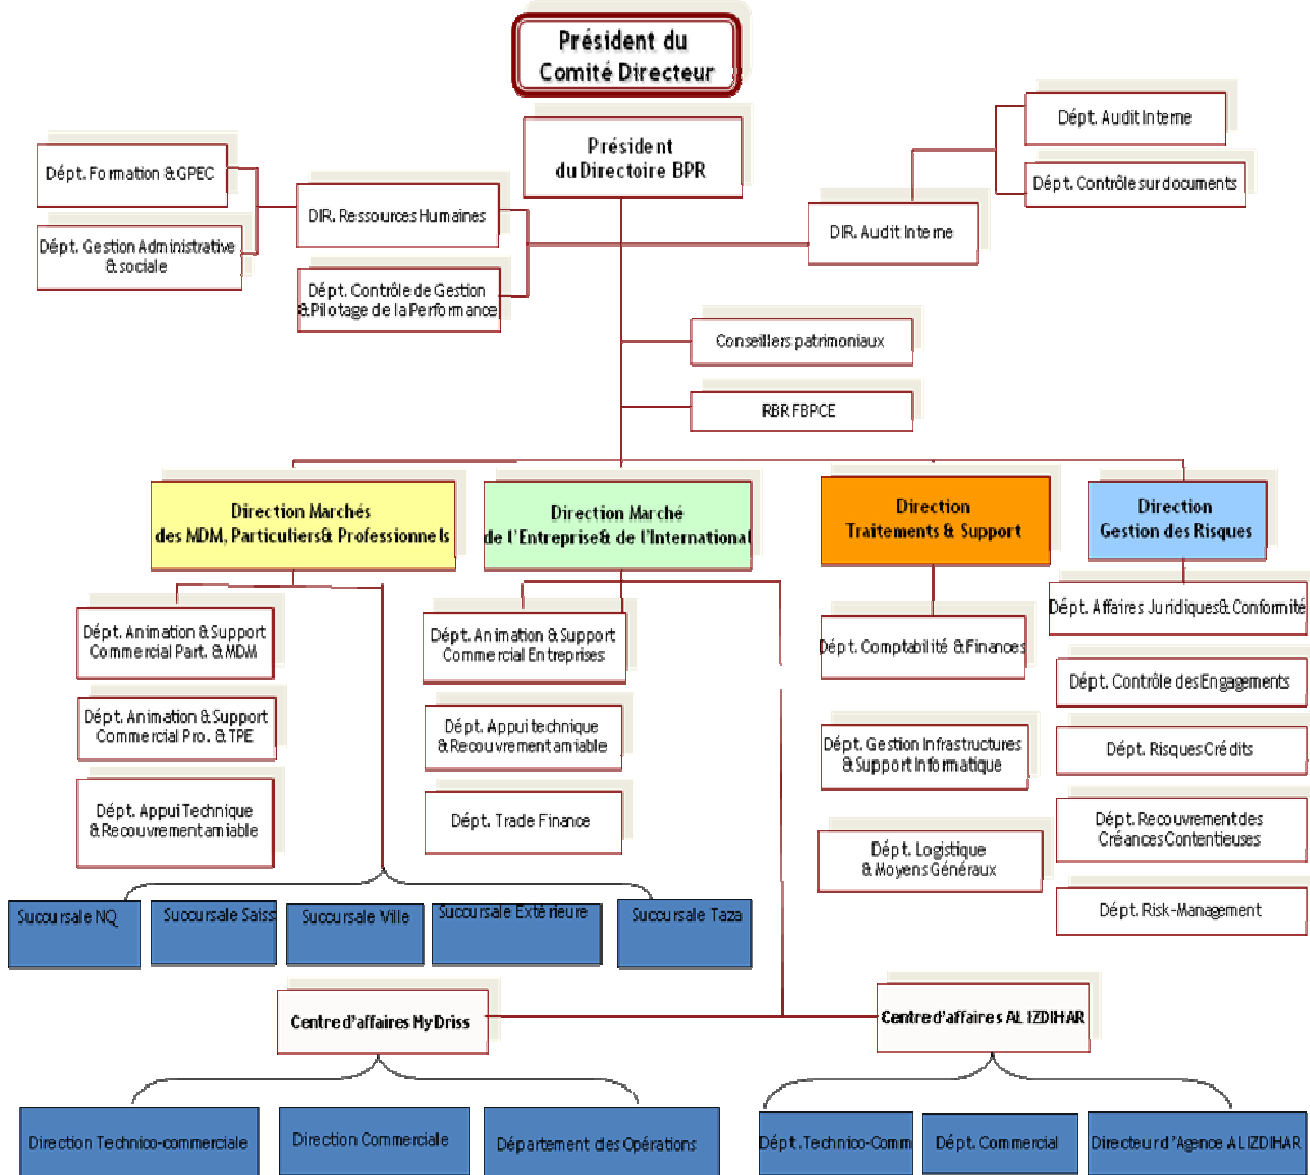 Président du
Comité Directeur
Président
du Directoire BPR
Dépt. Audit Interne
Dépt. Contrôle sur documents
Dépt. Formation & GPEC
Dépt. Gestion Administrative
& sociale
DIR. Ressources Humaines
DIR. Audit Interne
Dépt. Contrôle de Gestion
& Pilotage de la Performance
Conseillers patrimoniaux
RBR FBPCE
Direction Marchés
des MDM, Particuliers & Professionnels
Direction Marché
de l'Entreprise & de l'International
Direction
Traitements & Support
Direction
Gestion des Risques
Dépt. Animation & Support
Commercial Part. & MDM
Dépt. Animation & Support
Commercial Pro. & TPE
Dépt. Appui Technique
& Recouvrement amiable
Dépt. Animation & Support
Commercial Entreprises
Dépt. Appui technique
& Recouvrement amiable
Dépt. Trade Finance
Dépt. Comptabilité & Finances
Dépt. Gestion Infrastructures
& Support Informatique
Dépt. Logistique
& Moyens Généraux
Dépt. Affaires Juridiques & Conformité
Dépt. Contrôle des Engagements
Dépt. Risques Crédits
Dépt. Recouvrement des
Créances Contentieuses
Dépt. Risk-Management
Succursale NQ
Succursale Saiss
Succursale Ville
Succursale Extérieure
Succursale Taza
Centre d'affaires My Driss
Centre d'affaires AL IZDIHAR
Direction Technico-commerciale
Direction Commerciale
Département des Opérations
Dépt. Technico-Comm
Dépt. Commercial
Directeur d'Agence AL IZDIHAR